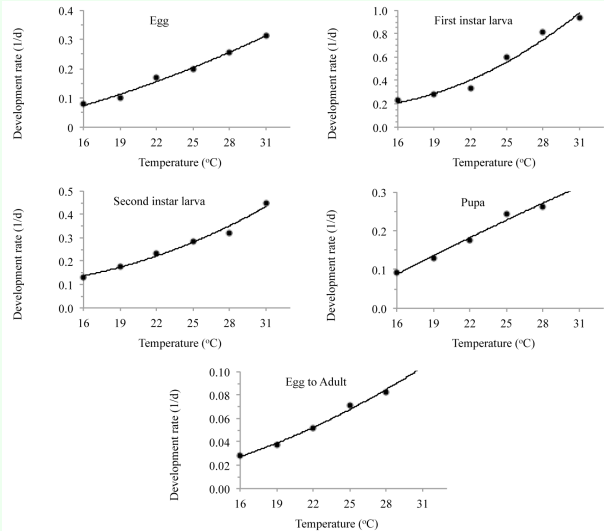 Egg
Development rate (1/d)
0.4
0.3
0.2
0.1
0
16 19 22 25 28 31
Temperature (°C)
First instar larva
Development rate (1/d)
1.0
0.8
0.6
0.4
0.2
0.0
16 19 22 25 28 31
Temperature (°C)
Second instar larva
Development rate (1/d)
0.5
0.4
0.3
0.2
0.1
0.0
16 19 22 25 28 31
Temperature (°C)
Pupa
Development rate (1/d)
0.3
0.2
0.1
0.0
16 19 22 25 28 31
Temperature (°C)
Egg to Adult
Development rate (1/d)
0.10
0.08
0.06
0.04
0.02
0.00
16 19 22 25 28 31
Temperature (°C)